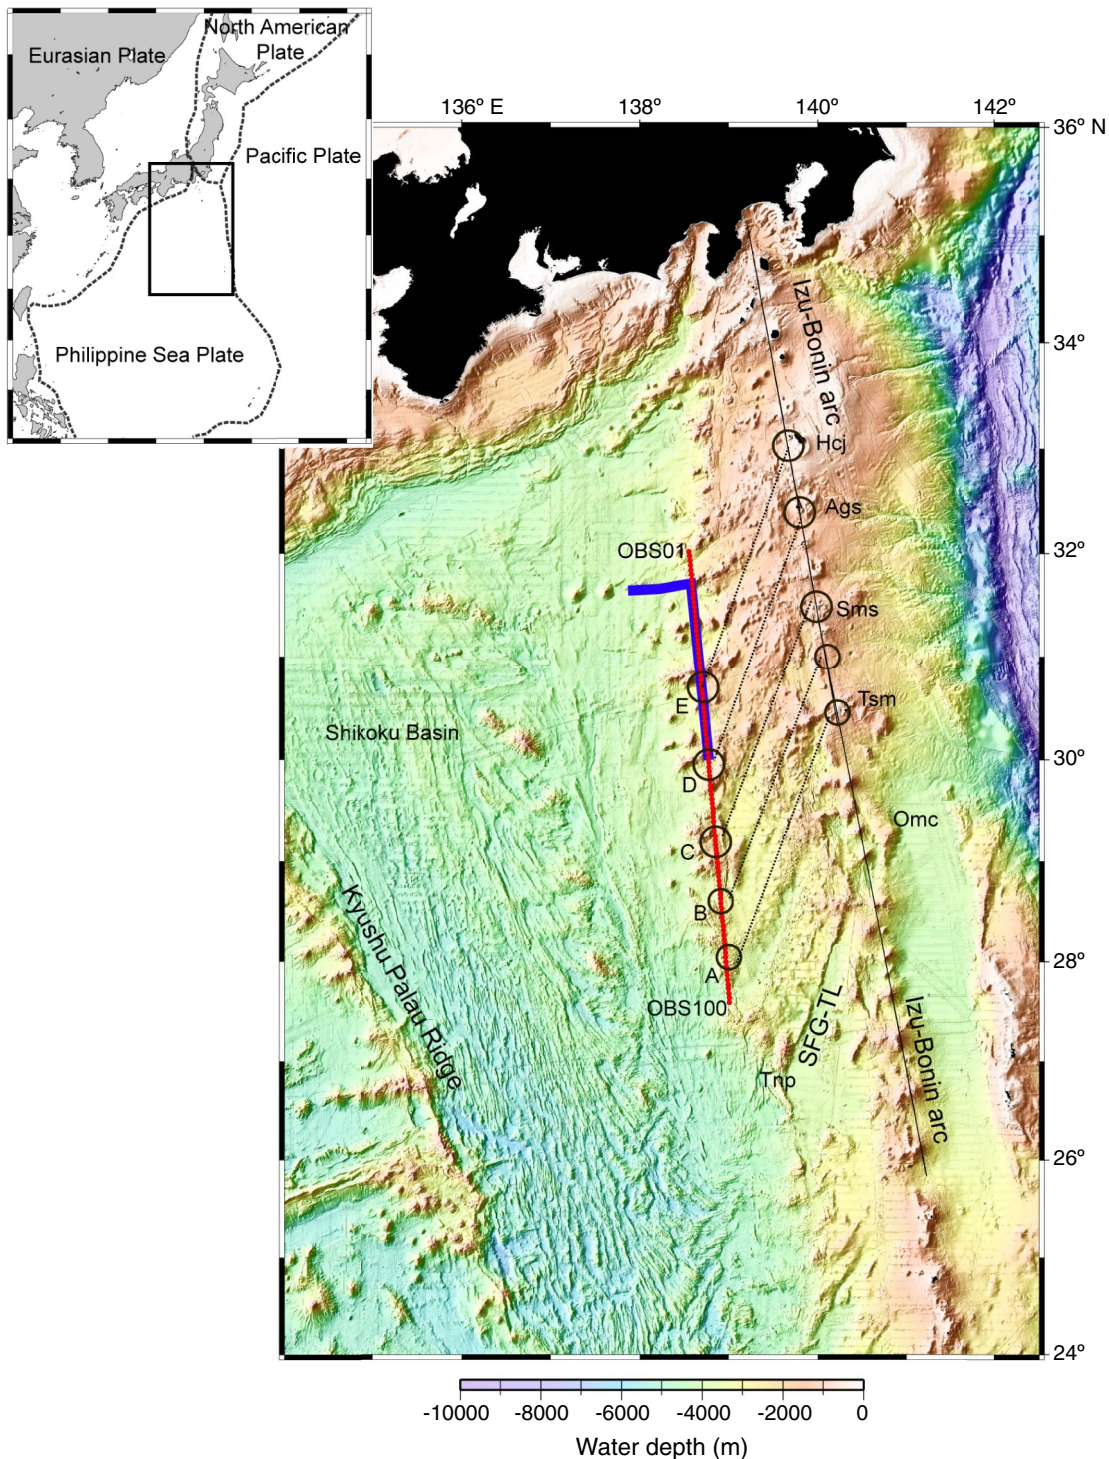 North American
Plate
Eurasian Plate
Pacific Plate
Philippine Sea Plate
136° E
138°
140°
142°
36° N
Izu-Bonin arc
34°
Hcj
Ags
OBS01
32°
Sms
E
Tsm
Shikoku Basin
30°
D
Omc
C
B
Kyushu Palau Ridge
A
28°
OBS100
SFG-TL
Izu-Bonin arc
Tnp
26°
24°
-10000 -8000 -6000 -4000 -2000 0
Water depth (m)